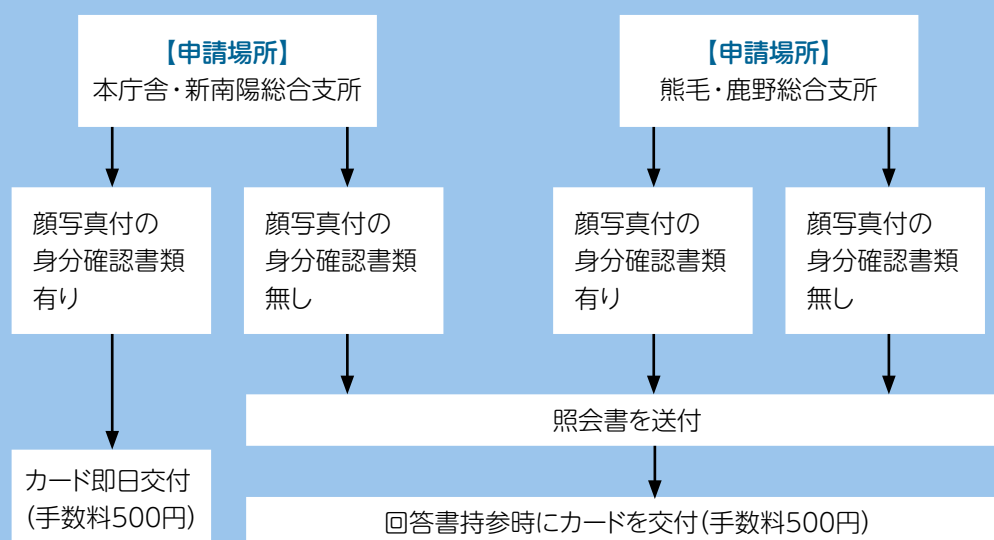 【申請場所】
本庁舎・新南陽総合支所
【申請場所】
熊毛・鹿野総合支所
顔写真付の
身分確認書類
有り
顔写真付の
身分確認書類
無し
顔写真付の
身分確認書類
有り
顔写真付の
身分確認書類
無し
照会書を送付
カード即日交付
(手数料500円)
回答書持参時にカードを交付(手数料500円)